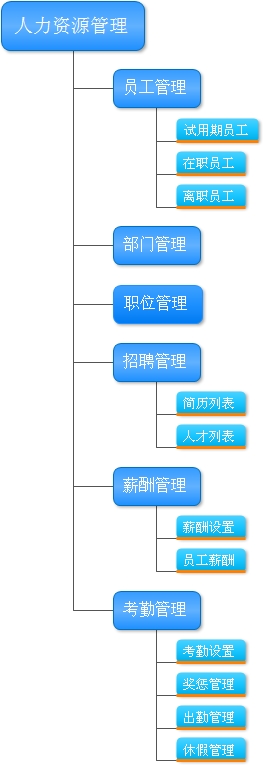 人力资源管理
员工管理
试用期员工
在职员工
离职员工
部门管理
职位管理
招聘管理
简历列表
人才列表
薪酬管理
薪酬设置
员工薪酬
考勤管理
考勤设置
奖惩管理
出勤管理
休假管理